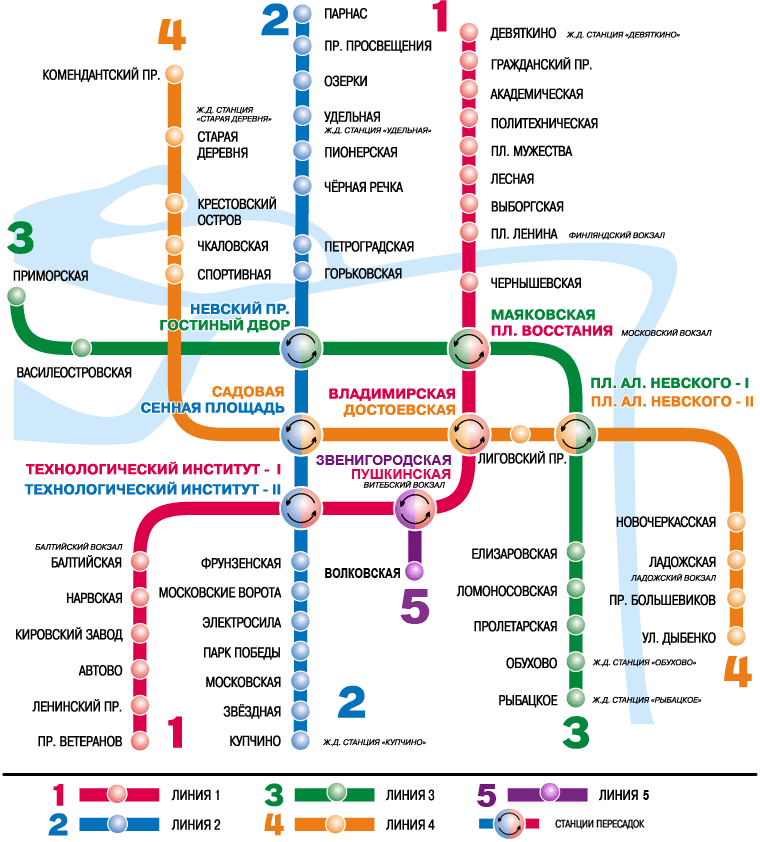 2
ПАРНАС
1
4
ДЕВЯТКИНО
Ж.Д. СТАНЦИЯ «ДЕВЯТКИНО»
ПР. ПРОСВЕЩЕНИЯ
ГРАЖДАНСКИЙ ПР.
КОМЕНДАНТСКИЙ ПР.
ОЗЕРКИ
АКАДЕМИЧЕСКАЯ
Ж.Д. СТАНЦИЯ
«СТАРАЯ ДЕРЕВНЯ»
УДЕЛЬНАЯ
Ж.Д. СТАНЦИЯ «УДЕЛЬНАЯ»
ПОЛИТЕХНИЧЕСКАЯ
СТАРАЯ
ДЕРЕВНЯ
ПИОНЕРСКАЯ
ПЛ. МУЖЕСТВА
ЛЕСНАЯ
ЧЁРНАЯ РЕЧКА
КРЕСТОВСКИЙ
ОСТРОВ
ВЫБОРГСКАЯ
ПЛ. ЛЕНИНА
ФИНЛЯНДСКИЙ ВОКЗАЛ
3
ЧКАЛОВСКАЯ
ПЕТРОГРАДСКАЯ
ПРИМОРСКАЯ
СПОРТИВНАЯ
ГОРЬКОВСКАЯ
ЧЕРНЫШЕВСКАЯ
НЕВСКИЙ ПР.
ГОСТИНЫЙ ДВОР
МАЯКОВСКАЯ
ПЛ. ВОССТАНИЯ
МОСКОВСКИЙ ВОКЗАЛ
ВАСИЛЕОСТРОВСКАЯ
ПЛ. АЛ. НЕВСКОГО - I
ПЛ. АЛ. НЕВСКОГО - II
САДОВАЯ
СЕННАЯ ПЛОЩАДЬ
ВЛАДИМИРСКАЯ
ДОСТОЕВСКАЯ
ЛИГОВСКИЙ ПР.
ЗВЕНИГОРОДСКАЯ
ПУШКИНСКАЯ
ВИТЕБСКИЙ ВОКЗАЛ
ТЕХНОЛОГИЧЕСКИЙ ИНСТИТУТ - I
ТЕХНОЛОГИЧЕСКИЙ ИНСТИТУТ - II
НОВОЧЕРКАССКАЯ
БАЛТИЙСКИЙ ВОКЗАЛ
БАЛТИЙСКАЯ
ФРУНЗЕНСКАЯ
ВОЛКОВСКАЯ
5
ЕЛИЗАРОВСКАЯ
ЛАДОЖСКАЯ
ЛАДОЖСКИЙ ВОКЗАЛ
НАРВСКАЯ
МОСКОВСКИЕ ВОРОТА
ЛОМОНОСОВСКАЯ
ПР. БОЛЬШЕВИКОВ
КИРОВСКИЙ ЗАВОД
ЭЛЕКТРОСИЛА
ПРОЛЕТАРСКАЯ
УЛ. ДЫБЕНКО
4
АВТОВО
ПАРК ПОБЕДЫ
ОБУХОВО
Ж.Д. СТАНЦИЯ «ОБУХОВО»
МОСКОВСКАЯ
ЛЕНИНСКИЙ ПР.
ЗВЁЗДНАЯ
2
РЫБАЦКОЕ
Ж.Д. СТАНЦИЯ «РЫБАЦКОЕ»
3
ПР. ВЕТЕРАНОВ
1
КУПЧИНО
Ж.Д. СТАНЦИЯ «КУПЧИНО»
1 ЛИНИЯ 1
3 ЛИНИЯ 3
5 ЛИНИЯ 5
2 ЛИНИЯ 2
4 ЛИНИЯ 4
СТАНЦИИ ПЕРЕСАДОК